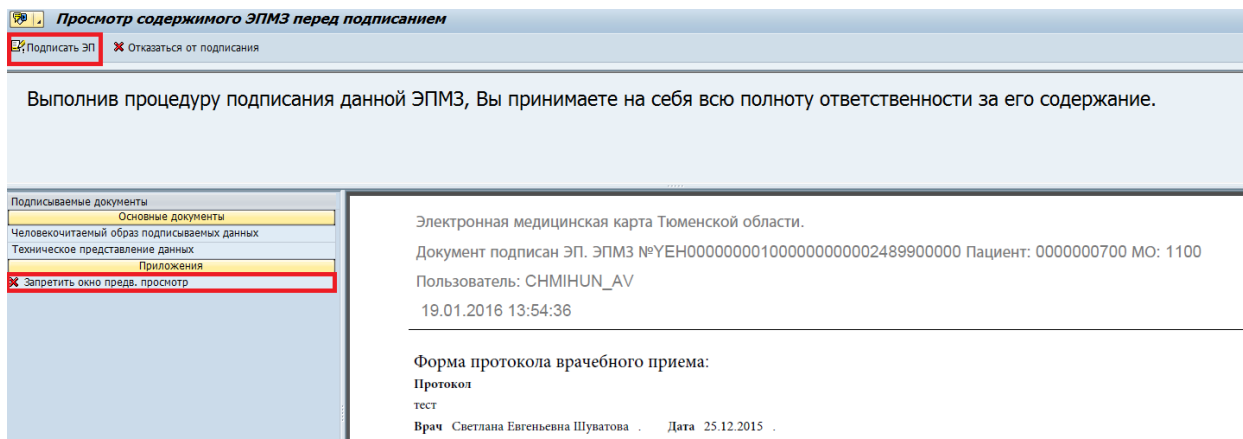 Просмотр содержимого ЭПМЗ перед подписанием
Подписать ЭП Отказаться от подписания
Выполнив процедуру подписания данной ЭПМЗ, Вы принимаете на себя всю полноту ответственности за его содержание.
Подписываемые документы
Основные документы
Человекочитаемый образ подписываемых данных
Техническое представление данных
Приложения
Запретить окно предв. просмотр
Электронная медицинская карта Тюменской области.
Документ подписан ЭП. ЭПМЗ №YEH0000000010000000000002489900000 Пациент: 0000000700 МО: 1100
Пользователь: CHMIHUN_AV
19.01.2016 13:54:36
Форма протокола врачебного приема:
Протокол
тест
Врач Светлана Евгеньевна Шуватова . Дата 25.12.2015 .